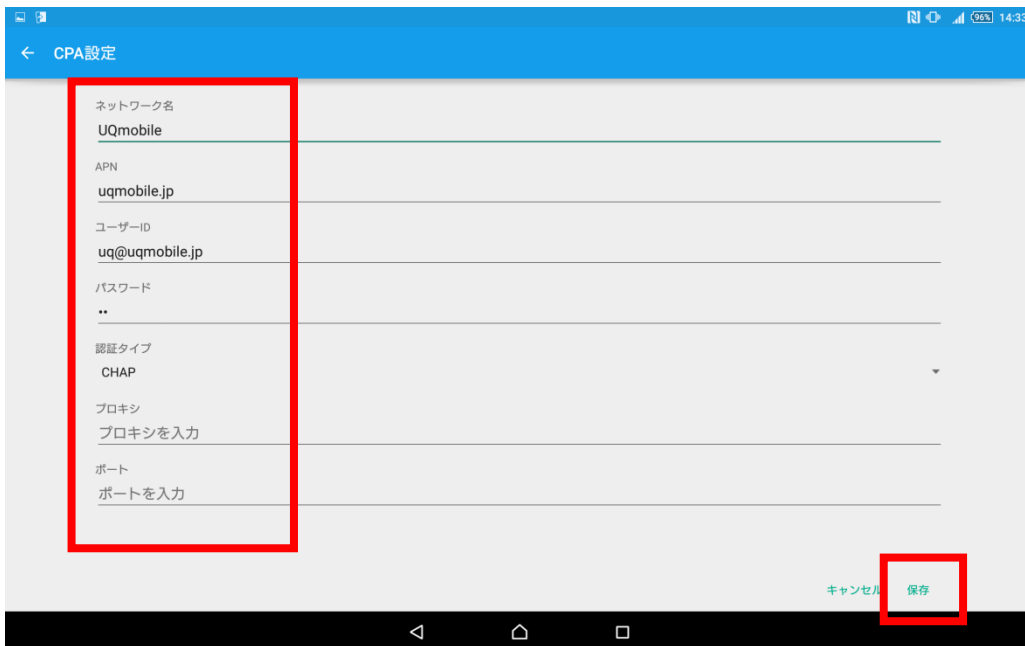 96%
14:33
CPA設定
ネットワーク名
UQmobile
APN
uqmobile.jp
ユーザーID
uq@uqmobile.jp
パスワード
••
認証タイプ
CHAP
プロキシ
プロキシを入力
ポート
ポートを入力
キャンセル 保存